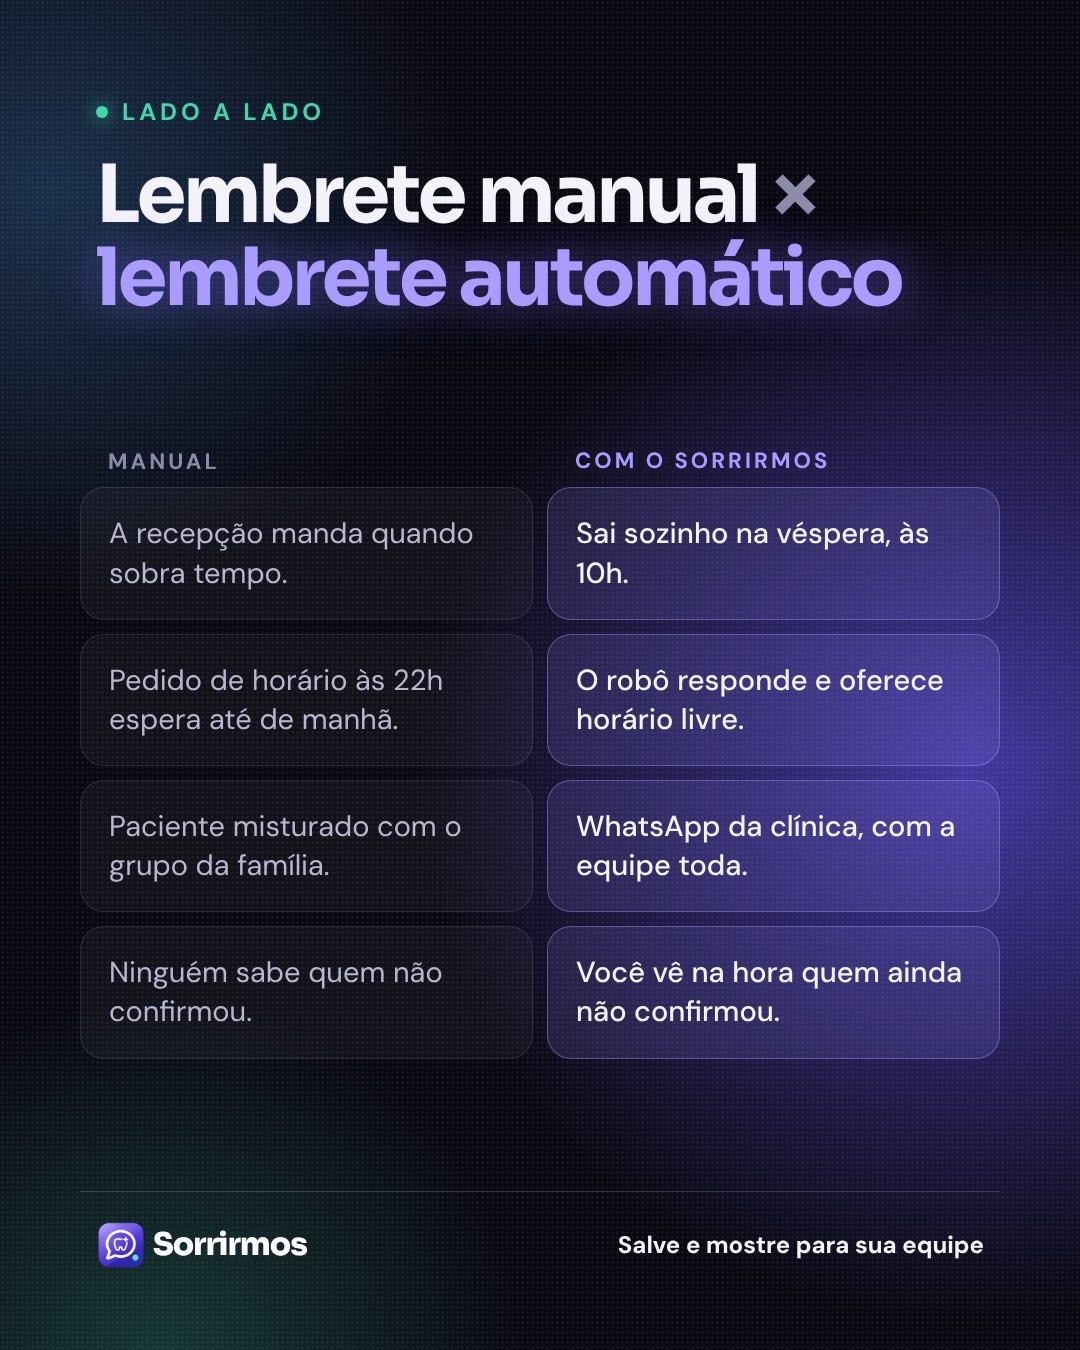 LADO A LADO
Lembrete manual ×
lembrete automático
MANUAL
COM O SORRIRMOS
A recepção manda quando
sobra tempo.
Sai sozinho na véspera, às
10h.
Pedido de horário às 22h
espera até de manhã.
O robô responde e oferece
horário livre.
Paciente misturado com o
grupo da família.
WhatsApp da clínica, com a
equipe toda.
Ninguém sabe quem não
confirmou.
Você vê na hora quem ainda
não confirmou.
Sorrirmos
Salve e mostre para sua equipe